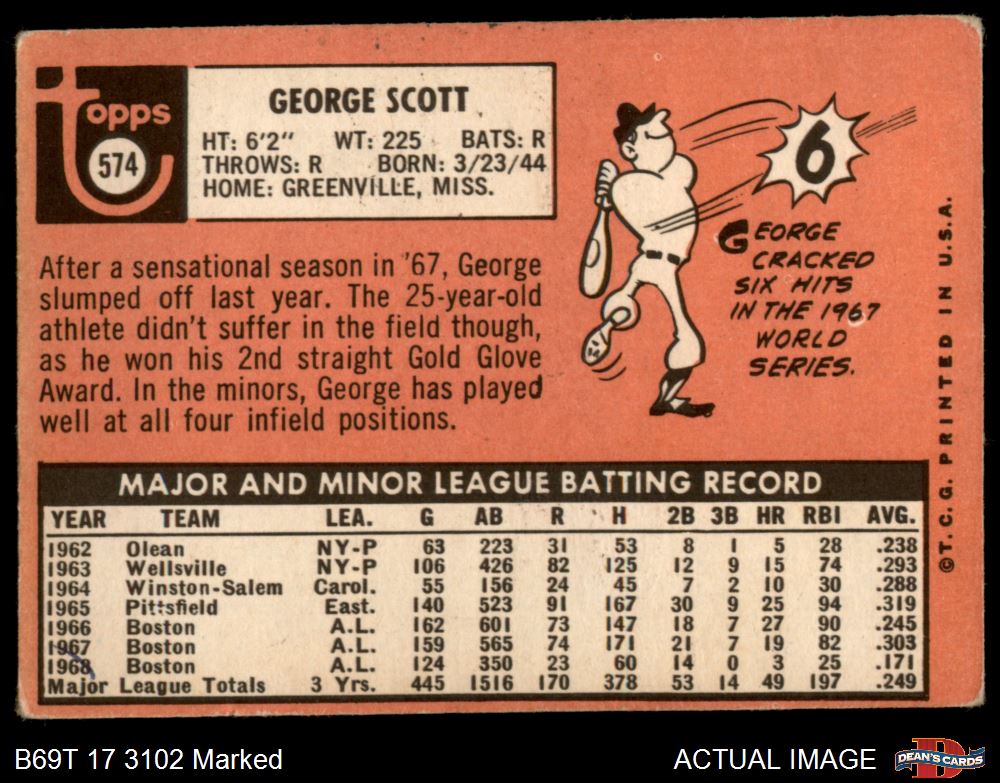 Topps
574
GEORGE SCOTT
HT: 6'2" WT: 225 BATS: R
THROWS: R BORN: 3/23/44
HOME: GREENVILLE, MISS.
After a sensational season in '67, George
slumped off last year. The 25-year-old
athlete didn't suffer in the field though,
as he won his 2nd straight Gold Glove
Award. In the minors, George has played
well at all four infield positions.
6
GEORGE
CRACKED
SIX HITS
IN THE 1967
WORLD
SERIES.
MAJOR AND MINOR LEAGUE BATTING RECORD
YEAR TEAM LEA. G AB R H 2B 3B HR RBI AVG.
1962 Olean NY-P 63 223 31 53 8 1 5 28 .238
1963 Wellsville NY-P 106 426 82 125 12 9 15 74 .293
1964 Winston-Salem Carol. 55 156 24 45 7 2 10 30 .288
1965 Pittsfield East. 140 523 91 167 30 9 25 94 .319
1966 Boston A.L. 162 601 73 147 18 7 27 90 .245
1967 Boston A.L. 159 565 74 171 21 7 19 82 .303
1968 Boston A.L. 124 350 23 60 14 0 3 25 .171
Major League Totals 3 Yrs. 445 1516 170 378 53 14 49 197 .249
©T.C.G. PRINTED IN U.S.A.
B69T 17 3102 Marked
ACTUAL IMAGE
DEAN'S CARDS